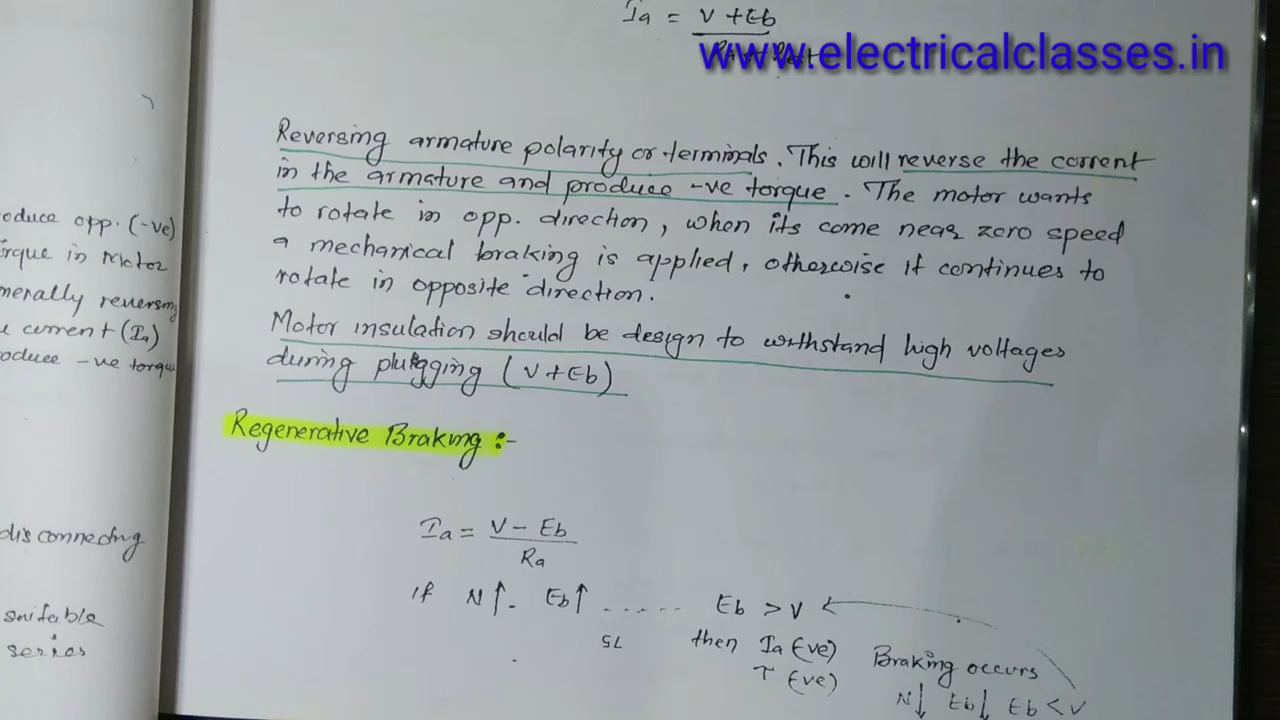 Ia = V + Eb
www.electricalclasses.in
Reversing armature polarity or terminals. This will reverse the current
in the armature and produce -ve torque. The motor wants
to rotate in opp. direction, when its come near zero speed
a mechanical braking is applied, otherwise it continues to
rotate in opposite direction.
Motor insulation should be design to withstand high voltages
during plugging (V + Eb)
Regenerative Braking :-
Ia = V - Eb
Ra
If N↑ . Eb↑ ...... Eb > V
then Ia (-ve) Braking occurs
T (-ve)
N↓ Eb↓ Eb < V
75
oduce opp. (-ve)
rque in Motor
nerally reversing
current (Ia)
oduce -ve torque
disconnectng
suitable
series